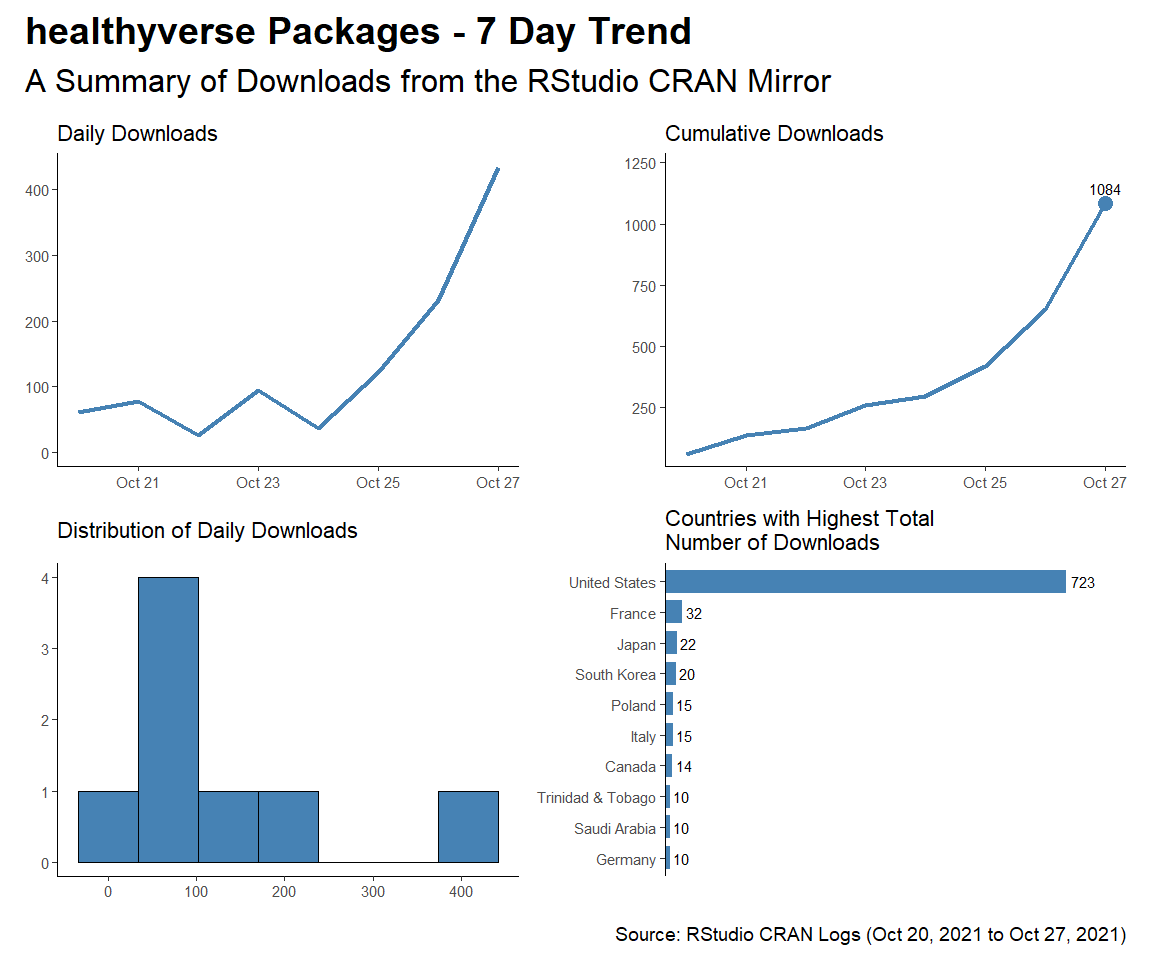 healthyverse Packages - 7 Day Trend
A Summary of Downloads from the RStudio CRAN Mirror
Daily Downloads
400
300
200
100
0
Oct 21 Oct 23 Oct 25 Oct 27
Cumulative Downloads
1250
1000
750
500
250
1084
Oct 21 Oct 23 Oct 25 Oct 27
Distribution of Daily Downloads
4
3
2
1
0
0 100 200 300 400
Countries with Highest Total
Number of Downloads
United States 723
France 32
Japan 22
South Korea 20
Poland 15
Italy 15
Canada 14
Trinidad & Tobago 10
Saudi Arabia 10
Germany 10
Source: RStudio CRAN Logs (Oct 20, 2021 to Oct 27, 2021)